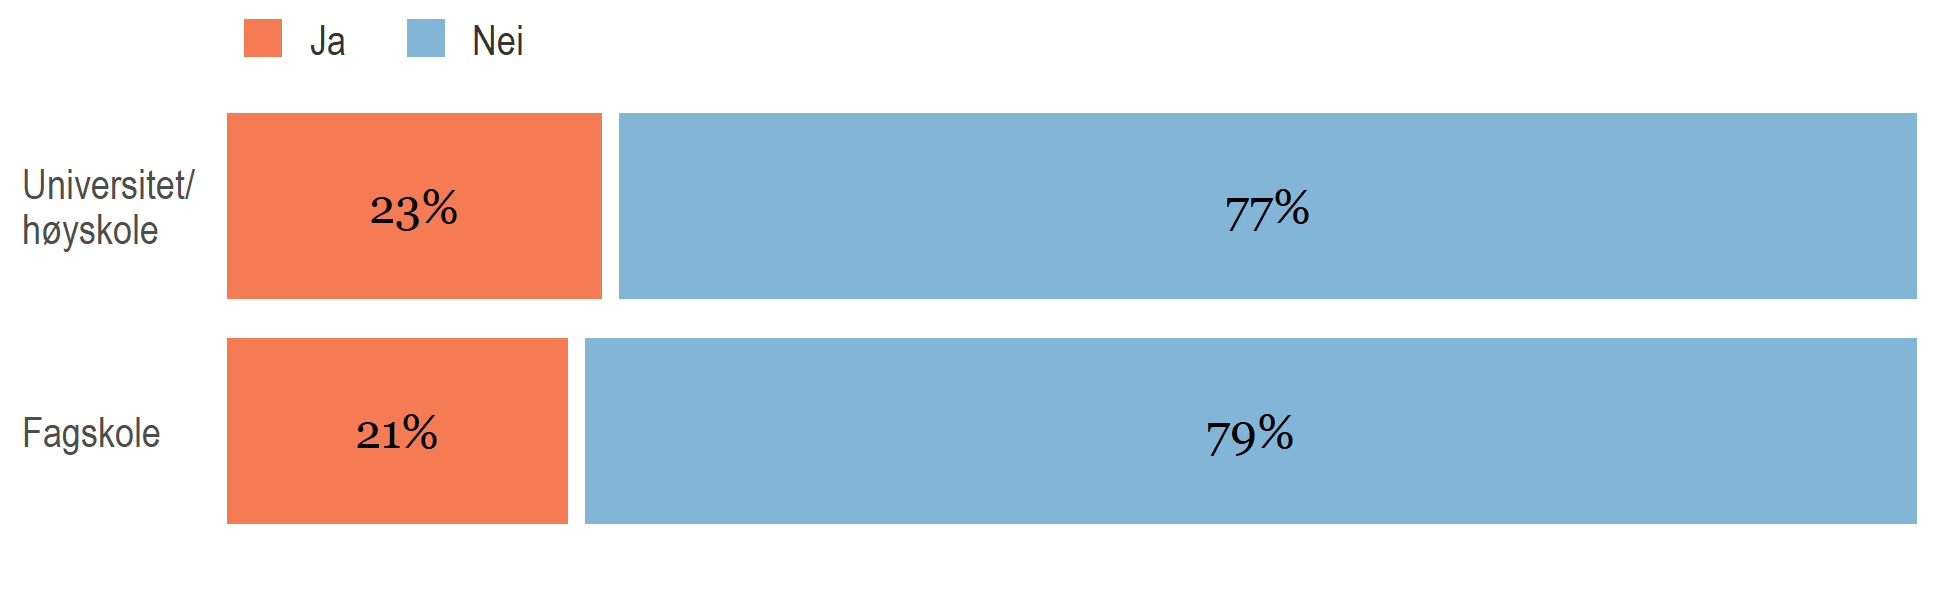 Ja Nei
Universitet/
høyskole
23% 77%
Fagskole
21% 79%